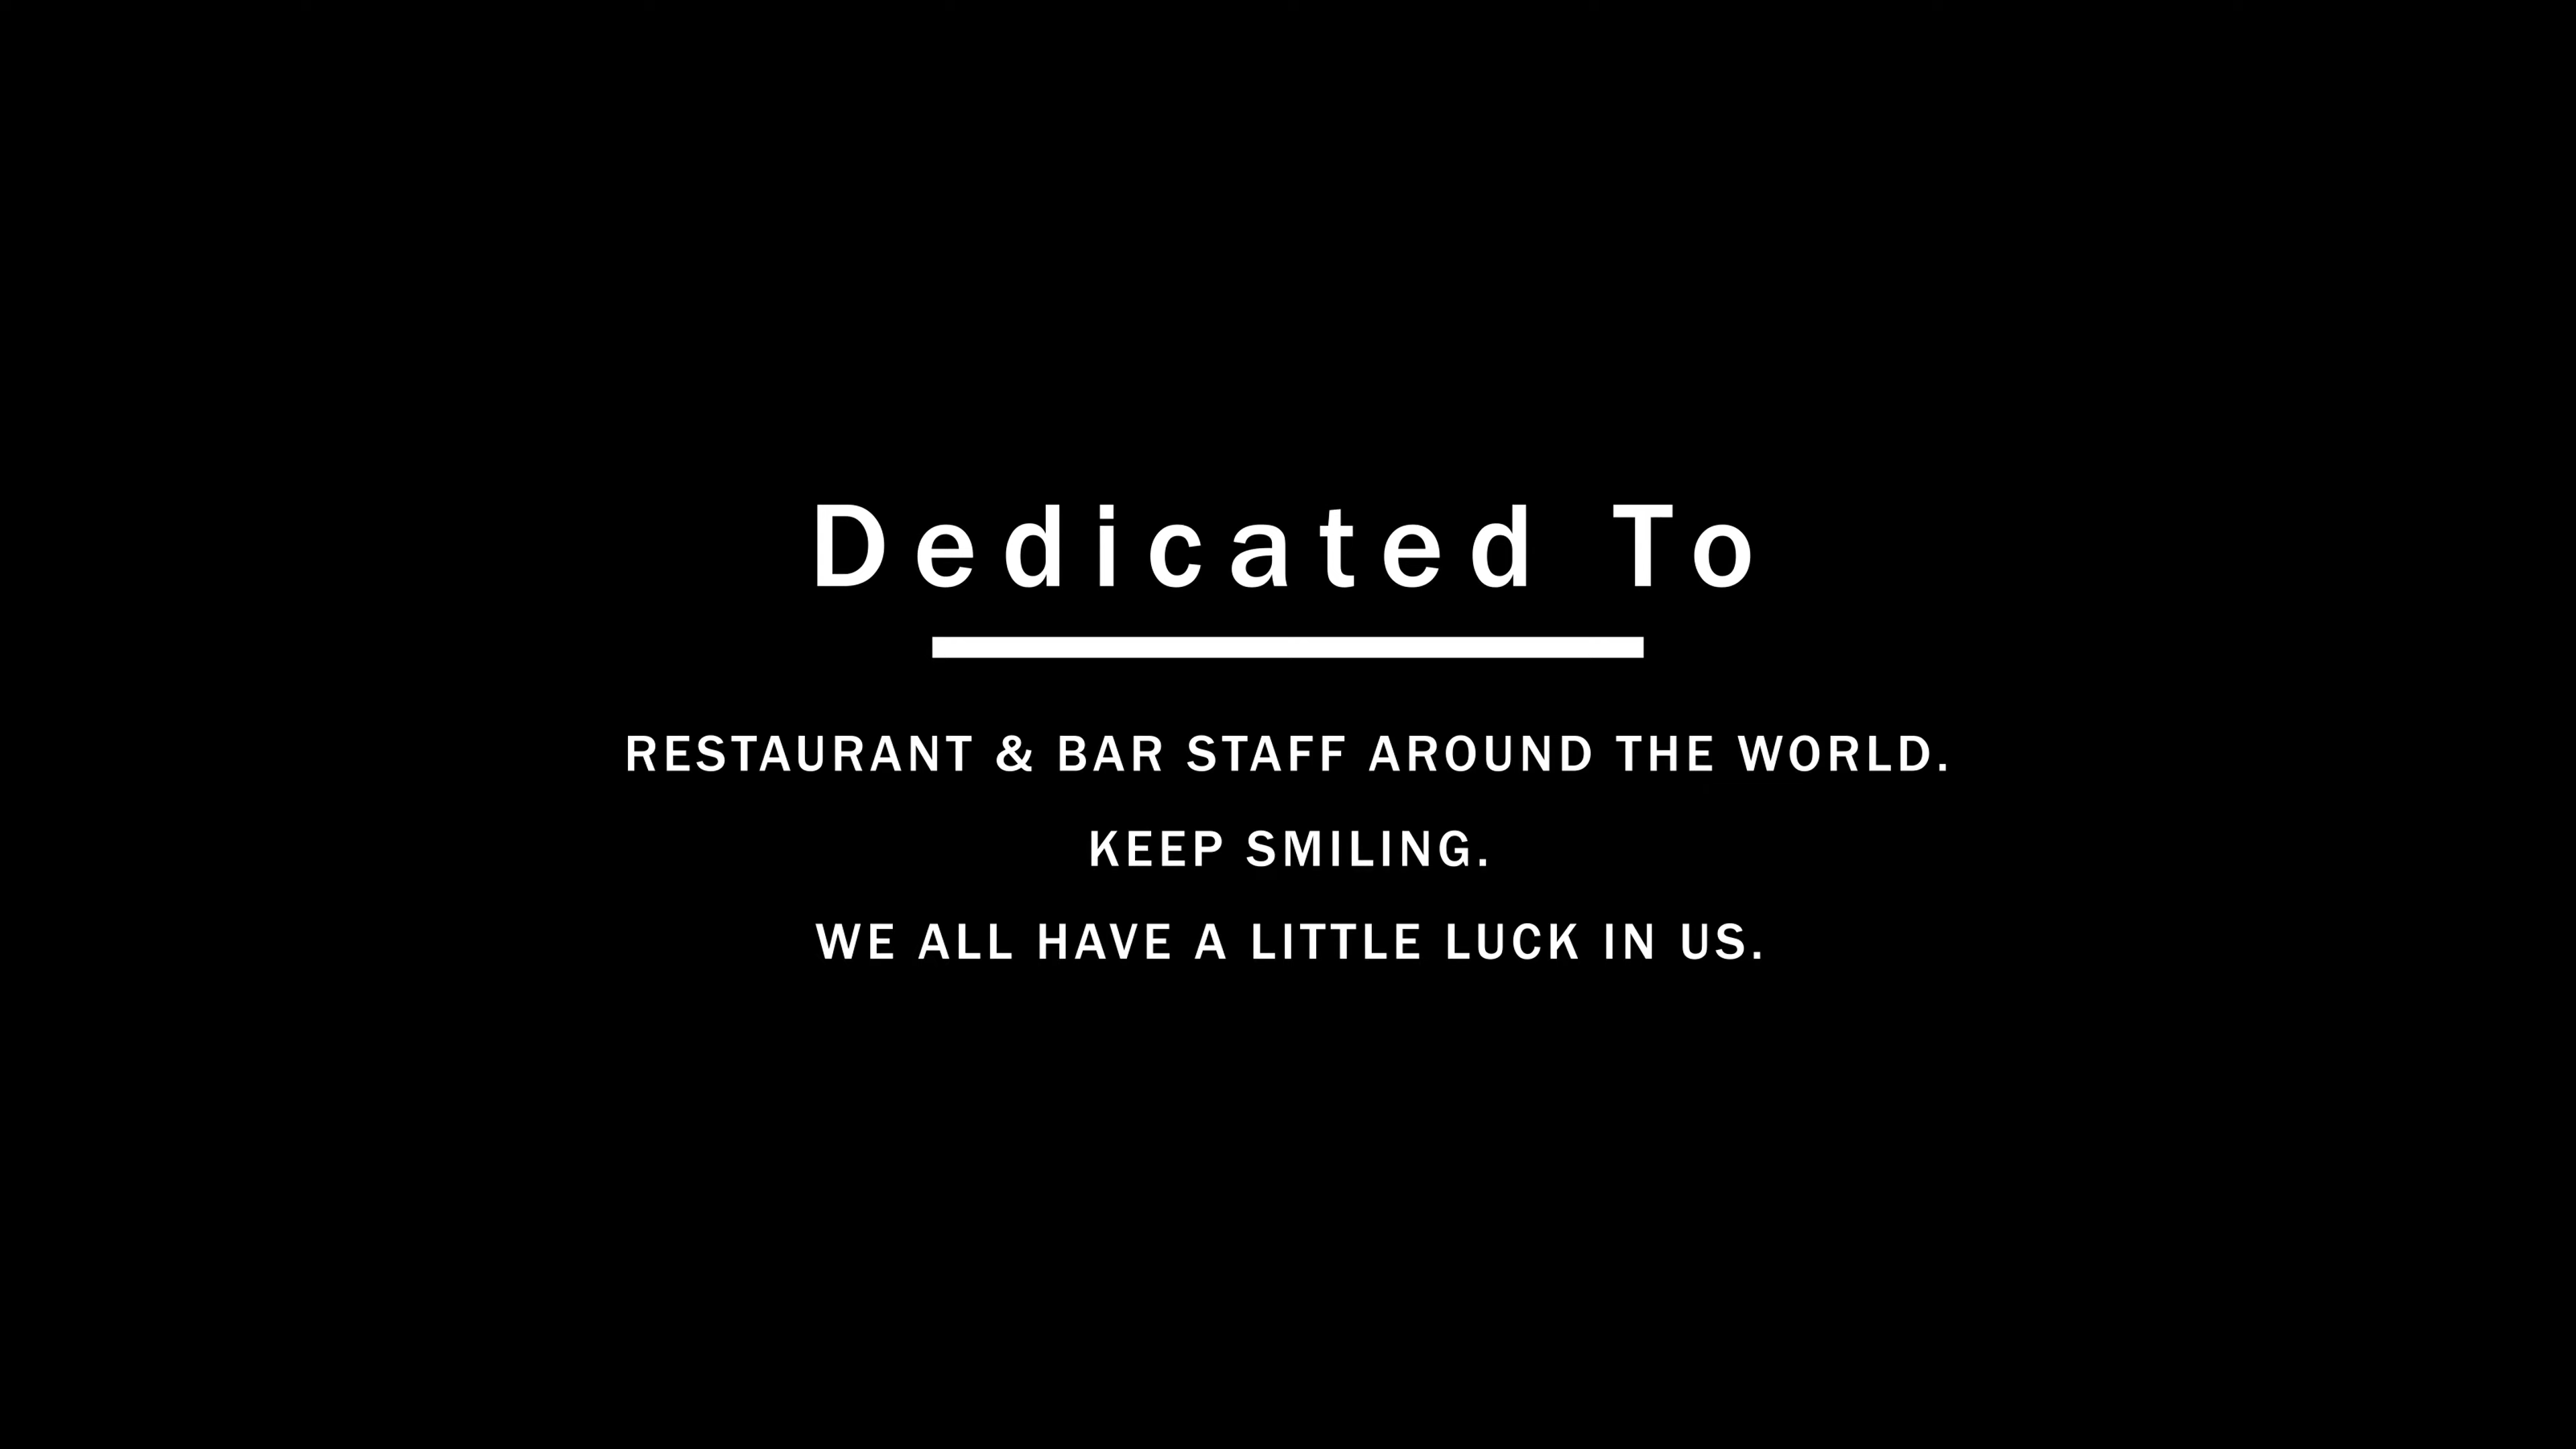 Dedicated To
RESTAURANT & BAR STAFF AROUND THE WORLD.
KEEP SMILING.
WE ALL HAVE A LITTLE LUCK IN US.